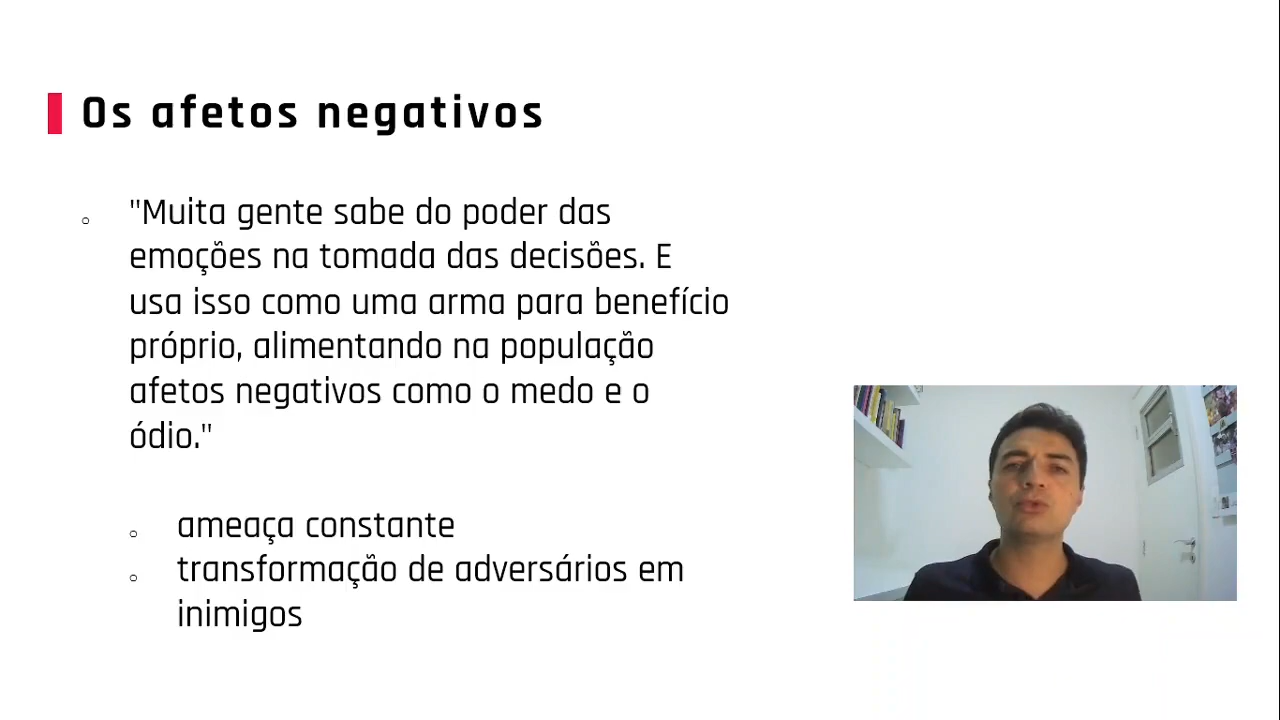 Os afetos negativos
"Muita gente sabe do poder das
emoções na tomada das decisões. E
usa isso como uma arma para benefício
próprio, alimentando na população
afetos negativos como o medo e o
ódio."
ameaça constante
transformação de adversários em
inimigos